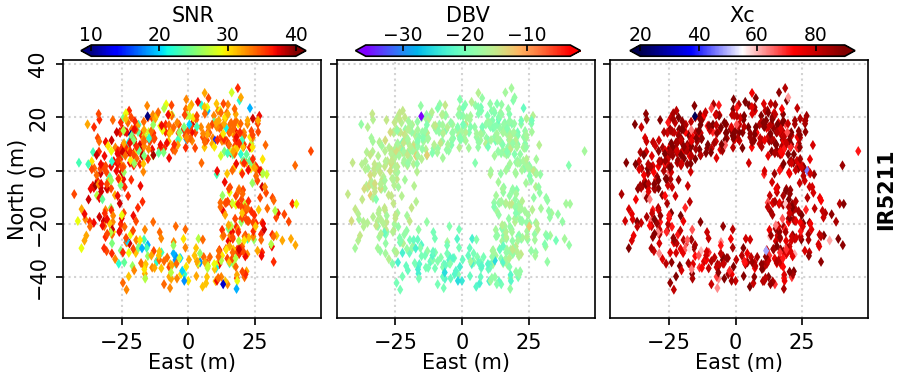 SNR DBV Xc
10 20 30 40 −30 −20 −10 20 40 60 80
40
20
0
−20
−40
North (m)
IR5211
−25 0 25 −25 0 25 −25 0 25
East (m) East (m) East (m)